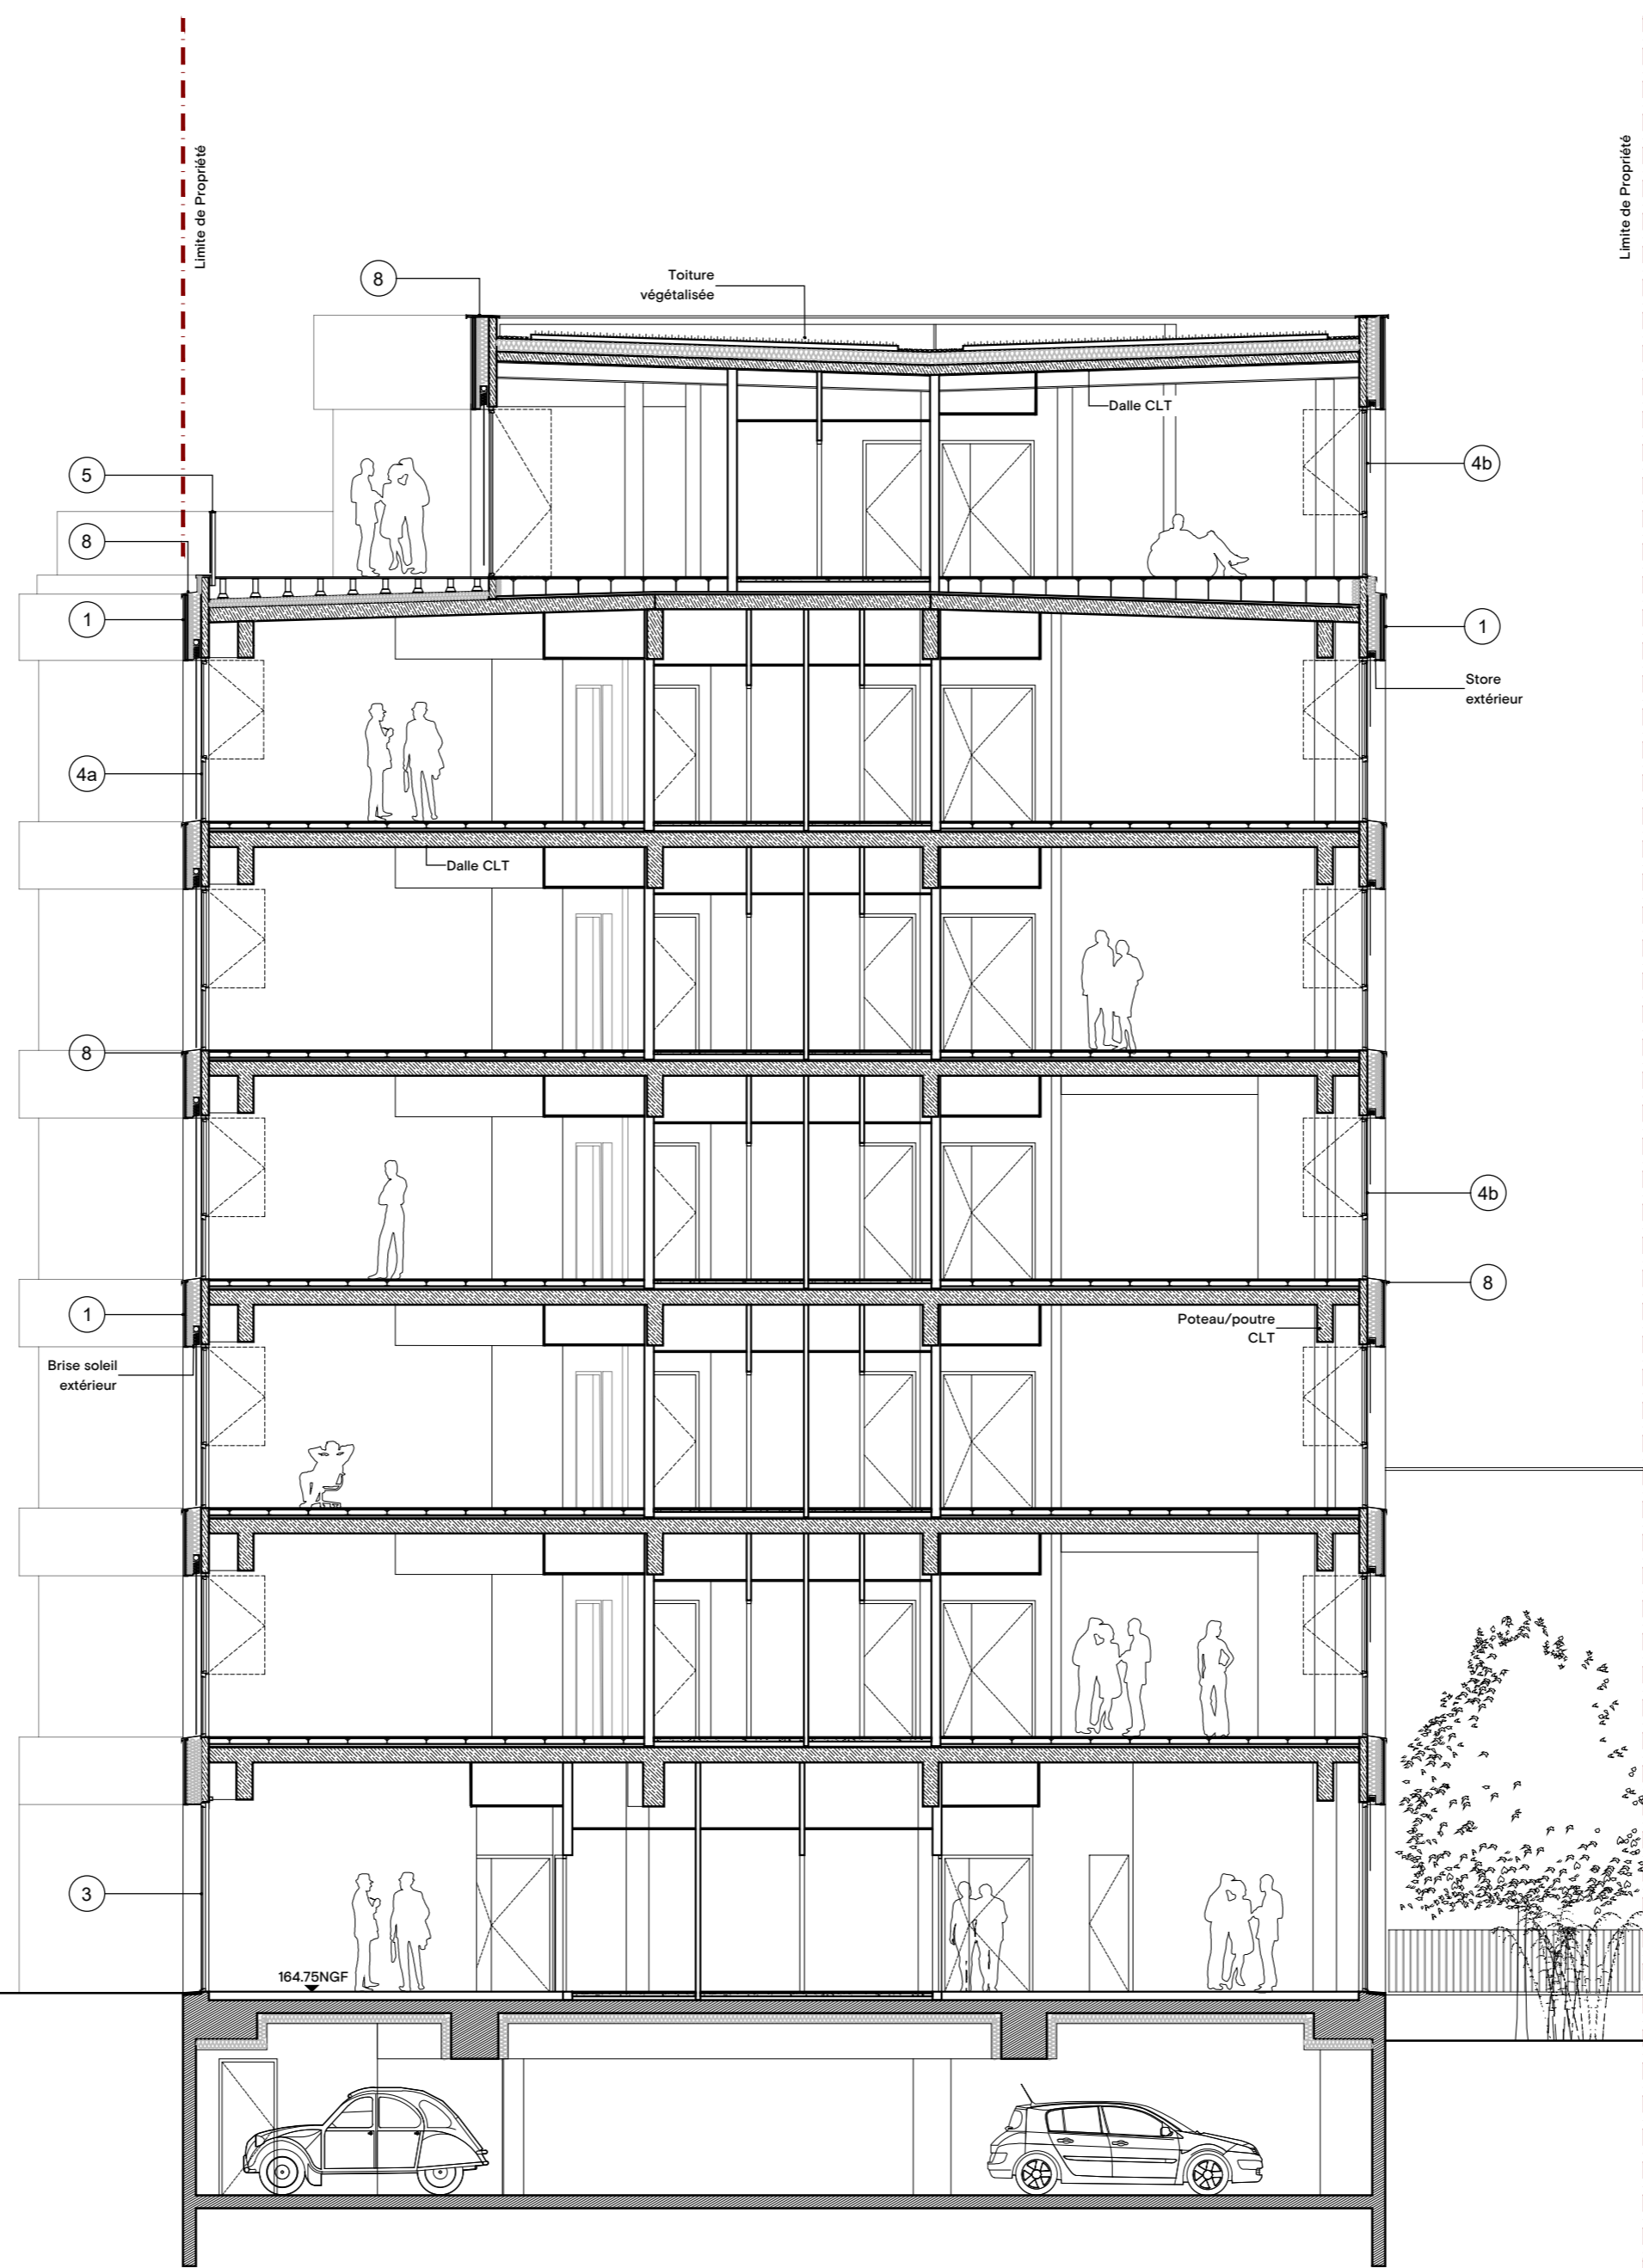 Limite de Propriété
Limite de Propriété
8
Toiture
végétalisée
Dalle CLT
5
4b
8
1
1
Store
extérieur
4a
Dalle CLT
8
4b
8
1
Poteau/poutre
CLT
Brise soleil
extérieur
3
164.75NGF